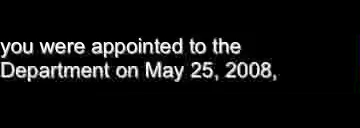 you were appointed to the
Department on May 25, 2008,